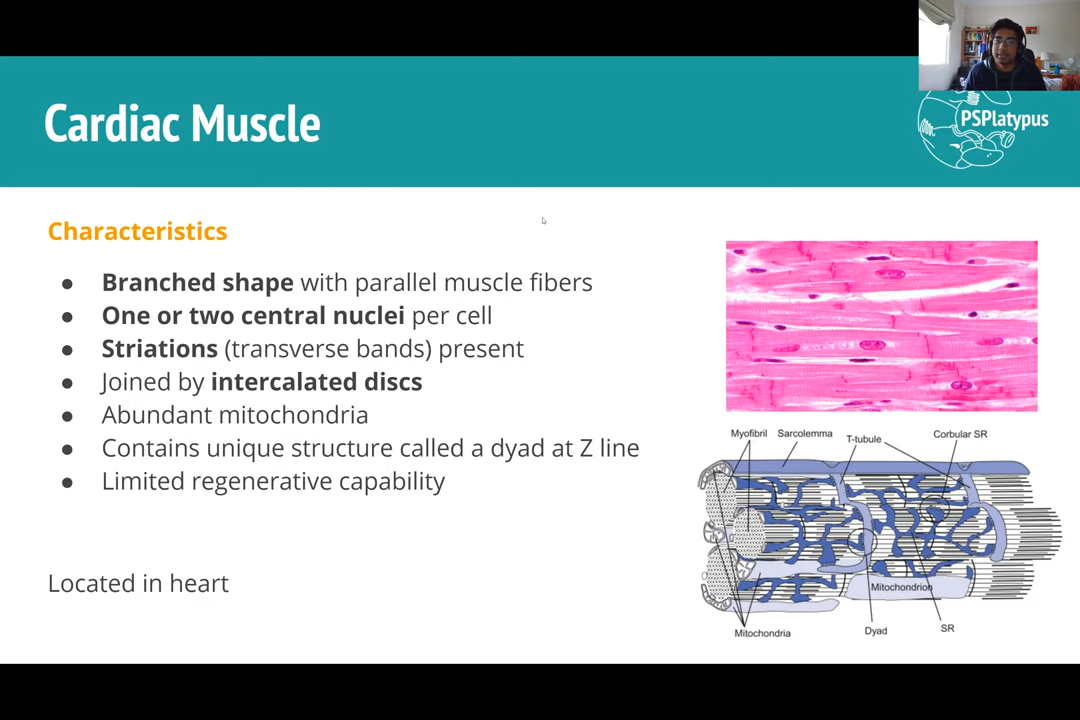 Cardiac Muscle
PSPlatypus
Characteristics
● Branched shape with parallel muscle fibers
● One or two central nuclei per cell
● Striations (transverse bands) present
● Joined by intercalated discs
● Abundant mitochondria
● Contains unique structure called a dyad at Z line
● Limited regenerative capability
Located in heart
Myofibril Sarcolemma T-tubule Corbular SR
Mitochondrion
Mitochondria Dyad SR